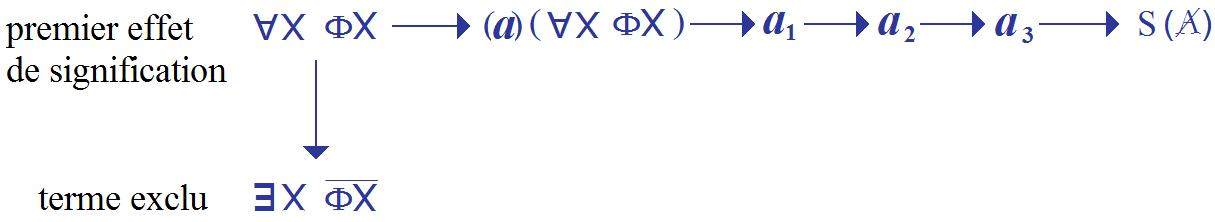 premier effet ∀X ΦX ⟶ (a) (∀X ΦX) ⟶ a₁ ⟶ a₂ ⟶ a₃ ⟶ S (A̸)
de signification
terme exclu ∃X Φ̅X̅